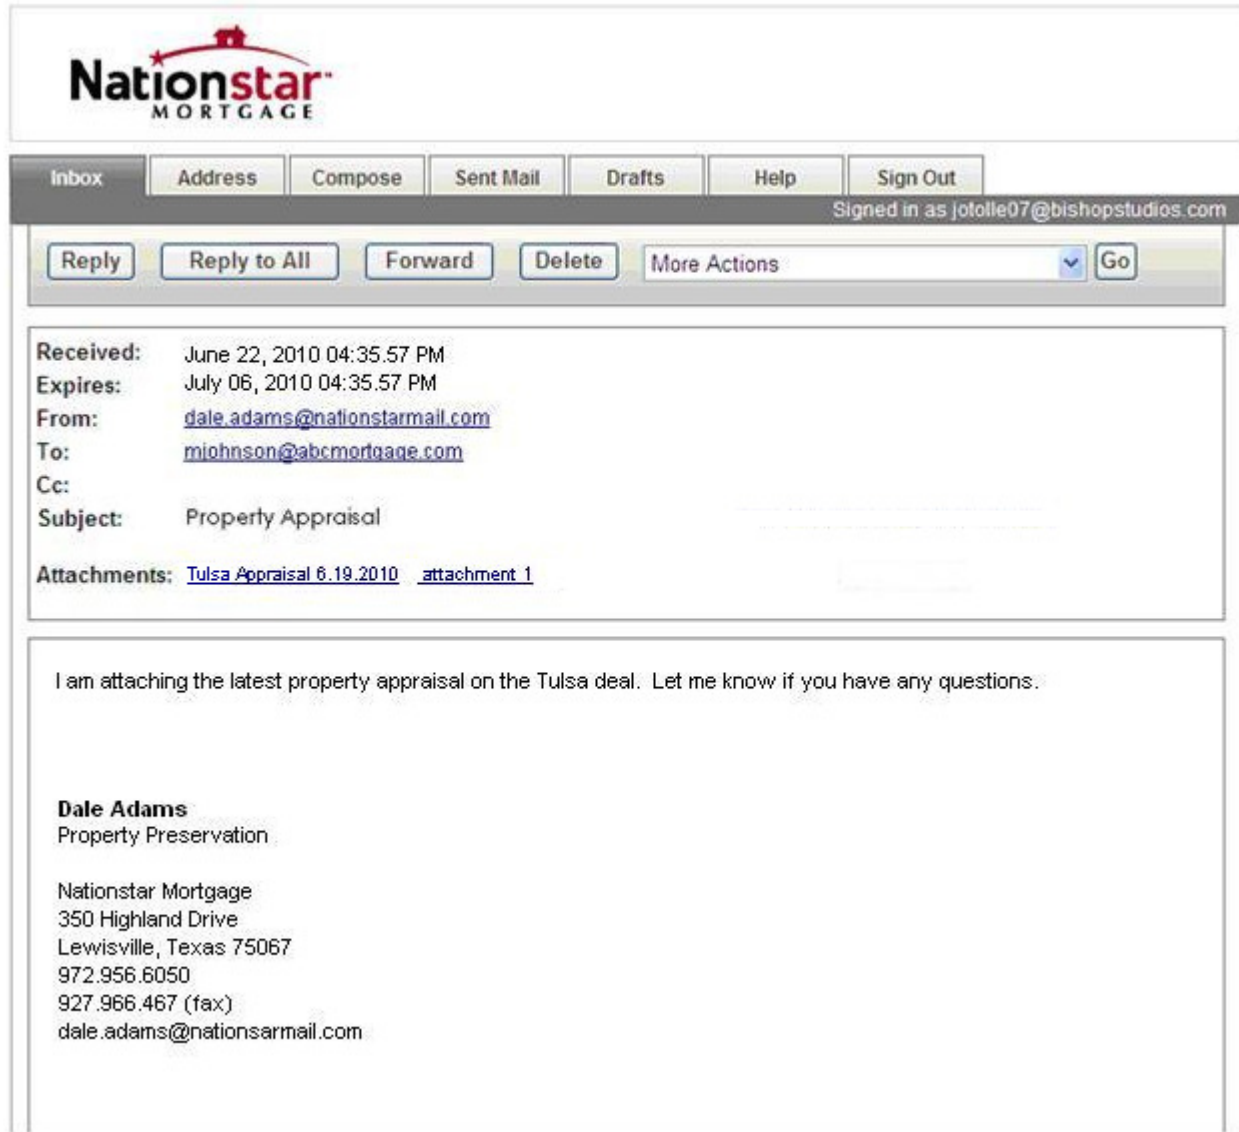 Nationstar
MORTGAGE
Inbox Address Compose Sent Mail Drafts Help Sign Out
Signed in as jotolle07@bishopstudios.com
Reply Reply to All Forward Delete More Actions Go
Received: June 22, 2010 04:35.57 PM
Expires: July 06, 2010 04:35.57 PM
From: dale.adams@nationstarmail.com
To: mjohnson@abcmortgage.com
Cc:
Subject: Property Appraisal
Attachments: Tulsa Appraisal 6.19.2010 attachment 1
I am attaching the latest property appraisal on the Tulsa deal. Let me know if you have any questions.
Dale Adams
Property Preservation
Nationstar Mortgage
350 Highland Drive
Lewisville, Texas 75067
972.956.6050
927.966.467 (fax)
dale.adams@nationsarmail.com